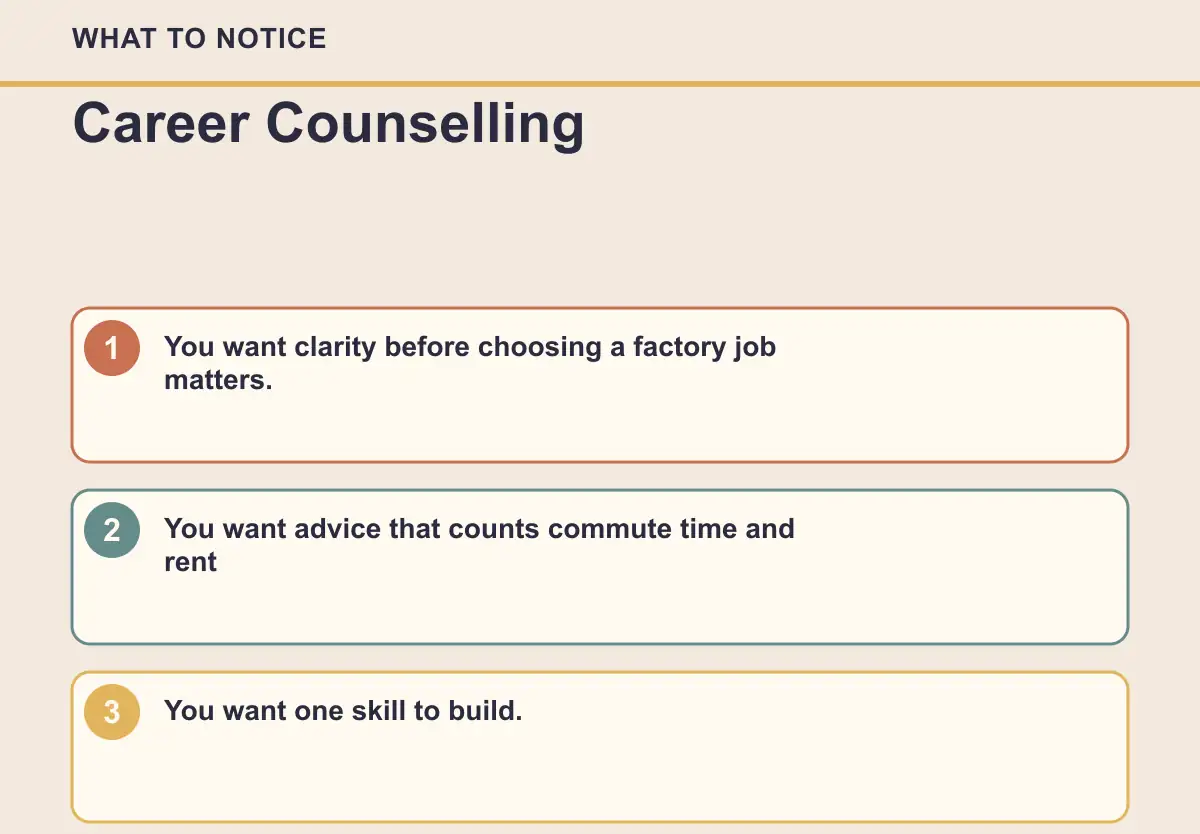 WHAT TO NOTICE
Career Counselling
1
You want clarity before choosing a factory job
matters.
2
You want advice that counts commute time and
rent
3
You want one skill to build.